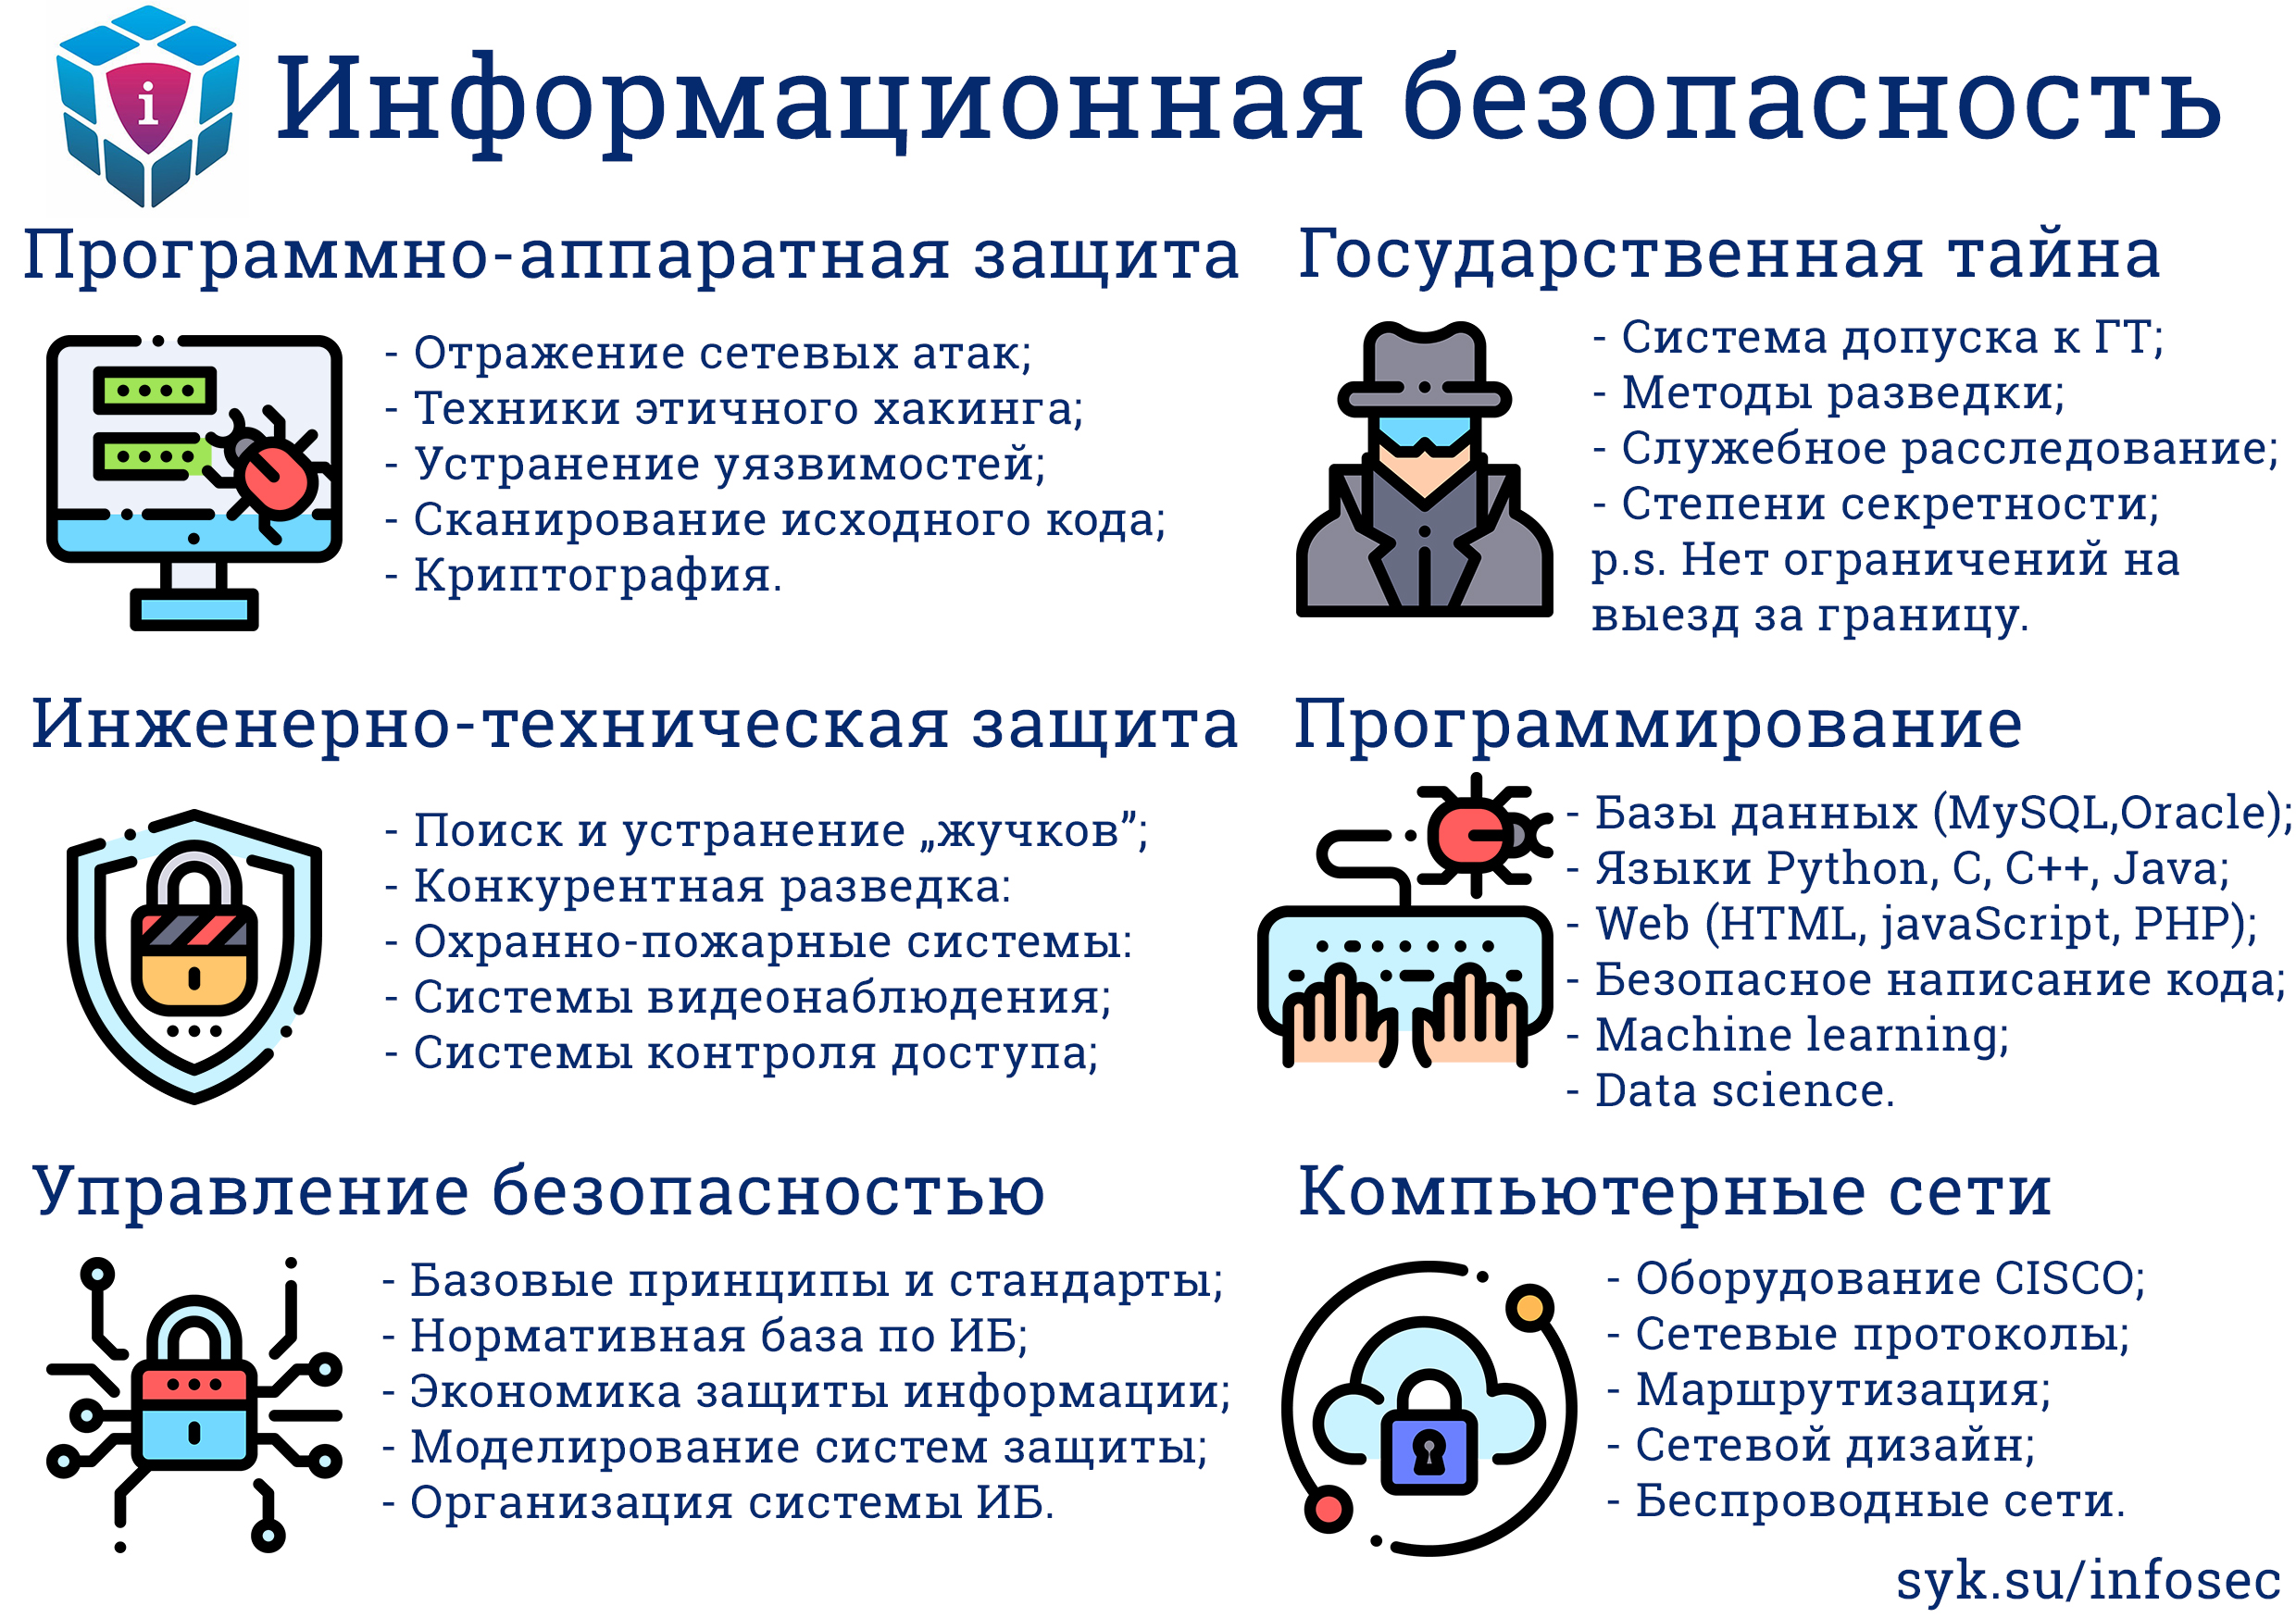 i
Информационная безопасность
Программно-аппаратная защита
- Отражение сетевых атак;
- Техники этичного хакинга;
- Устранение уязвимостей;
- Сканирование исходного кода;
- Криптография.
Государственная тайна
- Система допуска к ГТ;
- Методы разведки;
- Служебное расследование;
- Степени секретности;
p.s. Нет ограничений на
выезд за границу.
Инженерно-техническая защита
- Поиск и устранение „жучков”;
- Конкурентная разведка:
- Охранно-пожарные системы:
- Системы видеонаблюдения;
- Системы контроля доступа;
Программирование
- Базы данных (MySQL,Oracle);
- Языки Python, C, C++, Java;
- Web (HTML, javaScript, PHP);
- Безопасное написание кода;
- Machine learning;
- Data science.
Управление безопасностью
- Базовые принципы и стандарты;
- Нормативная база по ИБ;
- Экономика защиты информации;
- Моделирование систем защиты;
- Организация системы ИБ.
Компьютерные сети
- Оборудование CISCO;
- Сетевые протоколы;
- Маршрутизация;
- Сетевой дизайн;
- Беспроводные сети.
syk.su/infosec